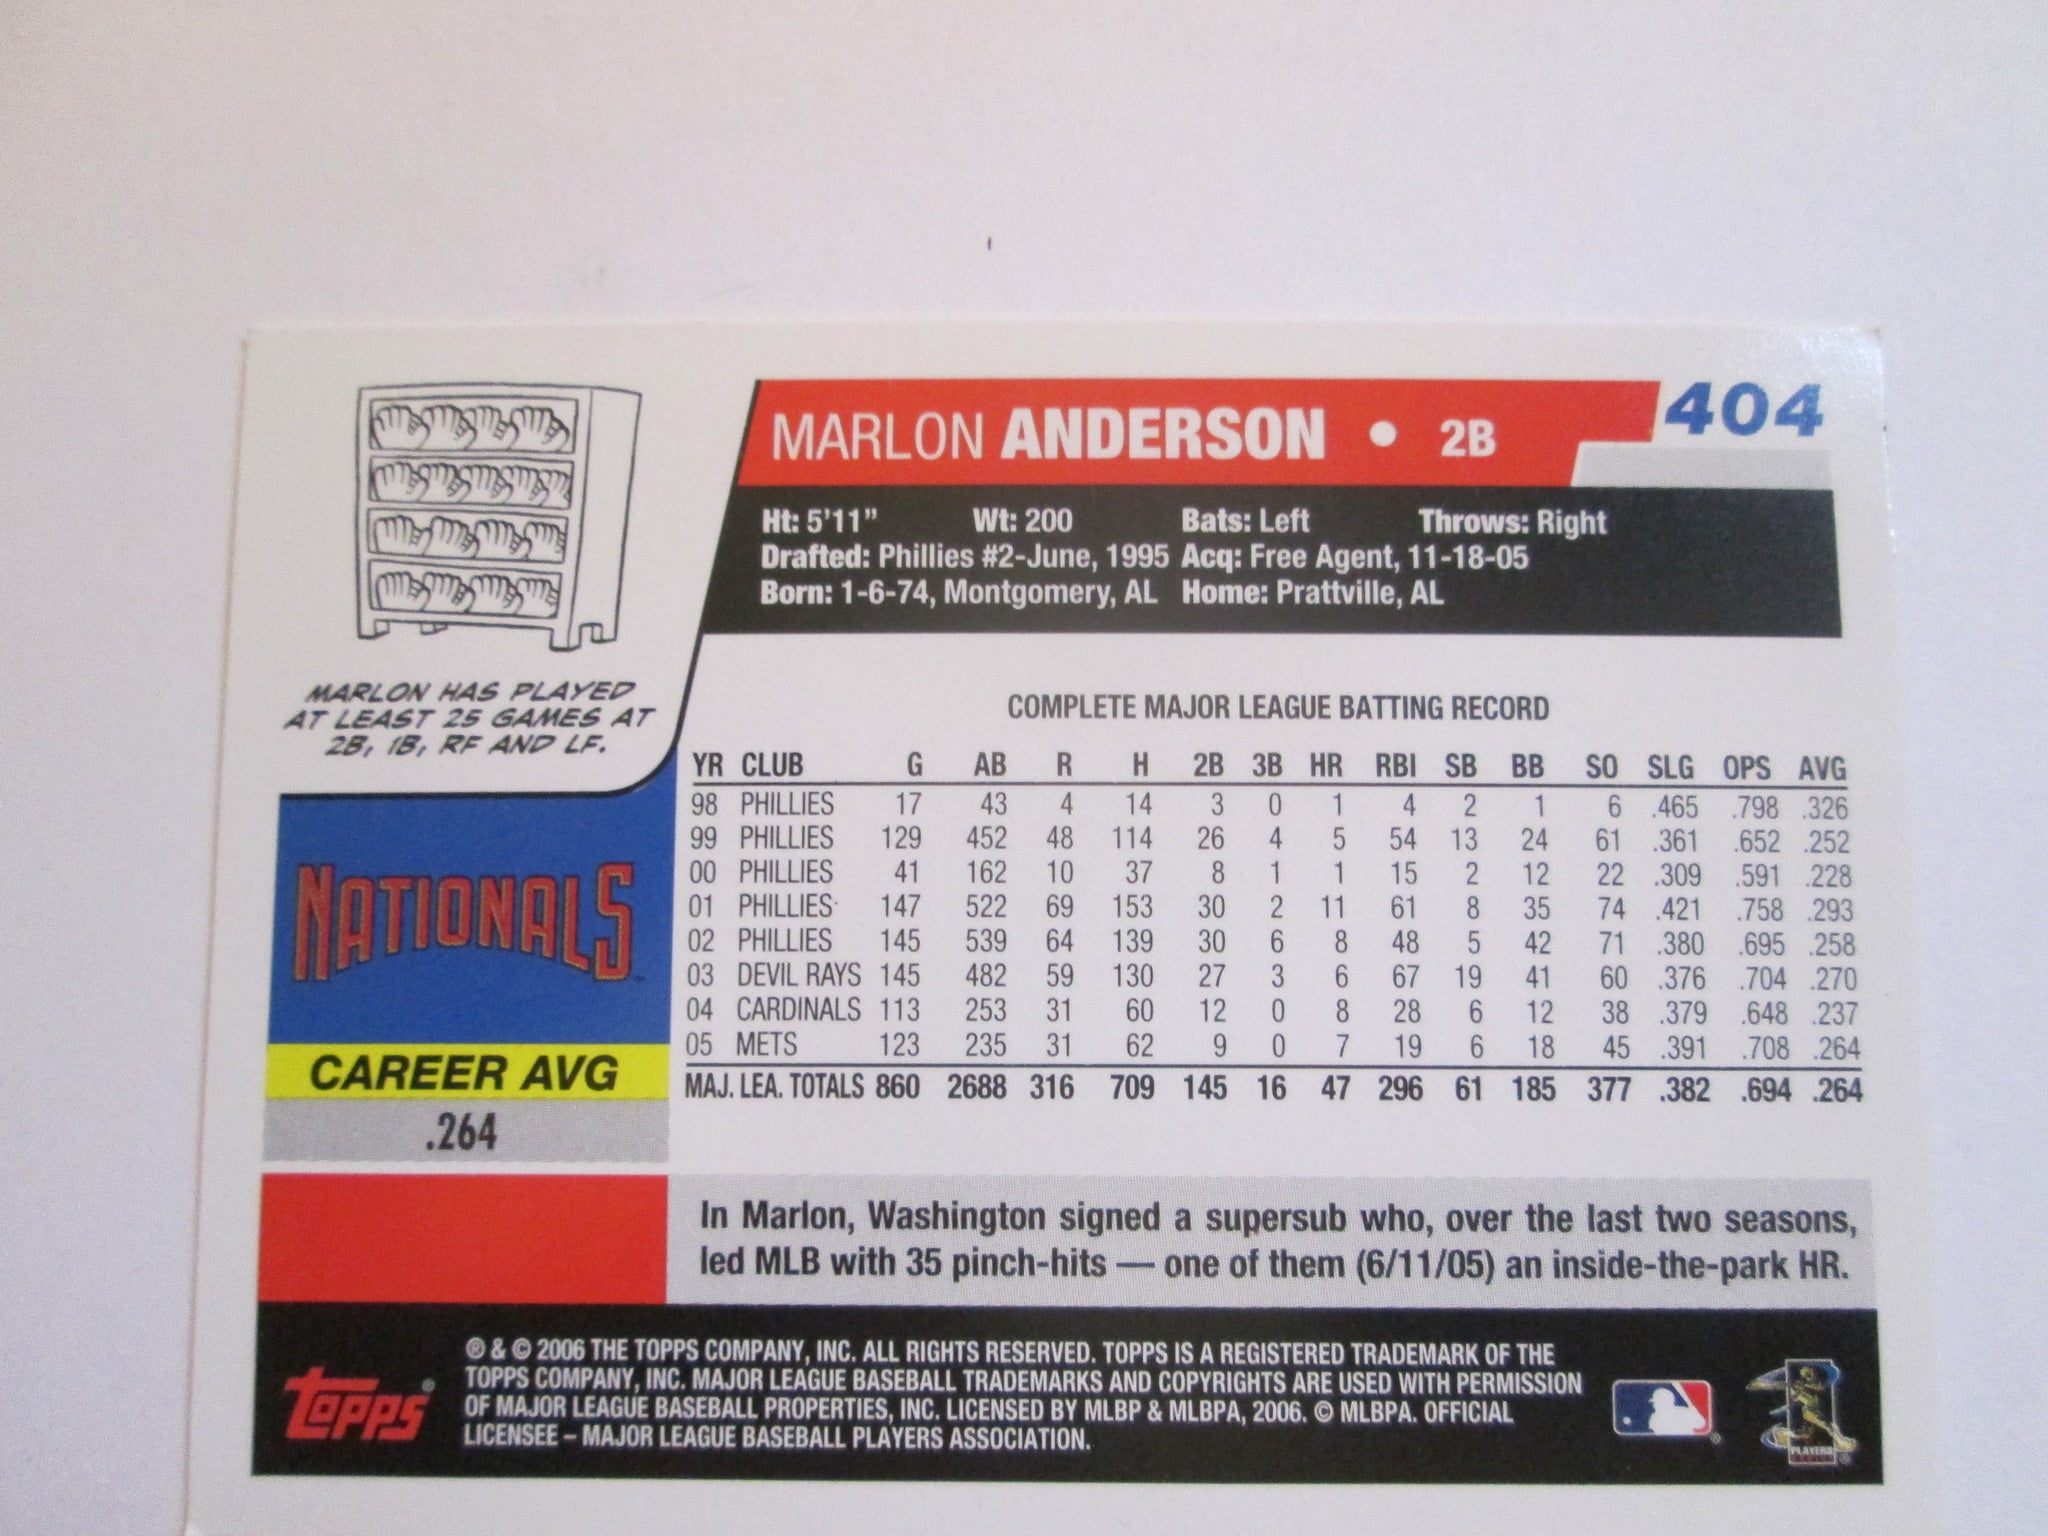 MARLON ANDERSON • 2B
404
Ht: 5'11" Wt: 200 Bats: Left Throws: Right
Drafted: Phillies #2-June, 1995 Acq: Free Agent, 11-18-05
Born: 1-6-74, Montgomery, AL Home: Prattville, AL
MARLON HAS PLAYED
AT LEAST 25 GAMES AT
2B, 1B, RF AND LF.
NATIONALS
CAREER AVG
.264
COMPLETE MAJOR LEAGUE BATTING RECORD
YR CLUB G AB R H 2B 3B HR RBI SB BB SO SLG OPS AVG
98 PHILLIES 17 43 4 14 3 0 1 4 2 1 6 .465 .798 .326
99 PHILLIES 129 452 48 114 26 4 5 54 13 24 61 .361 .652 .252
00 PHILLIES 41 162 10 37 8 1 1 15 2 12 22 .309 .591 .228
01 PHILLIES 147 522 69 153 30 2 11 61 8 35 74 .421 .758 .293
02 PHILLIES 145 539 64 139 30 6 8 48 5 42 71 .380 .695 .258
03 DEVIL RAYS 145 482 59 130 27 3 6 67 19 41 60 .376 .704 .270
04 CARDINALS 113 253 31 60 12 0 8 28 6 12 38 .379 .648 .237
05 METS 123 235 31 62 9 0 7 19 6 18 45 .391 .708 .264
MAJ. LEA. TOTALS 860 2688 316 709 145 16 47 296 61 185 377 .382 .694 .264
In Marlon, Washington signed a supersub who, over the last two seasons,
led MLB with 35 pinch-hits — one of them (6/11/05) an inside-the-park HR.
Topps®
® & © 2006 THE TOPPS COMPANY, INC. ALL RIGHTS RESERVED. TOPPS IS A REGISTERED TRADEMARK OF THE
TOPPS COMPANY, INC. MAJOR LEAGUE BASEBALL TRADEMARKS AND COPYRIGHTS ARE USED WITH PERMISSION
OF MAJOR LEAGUE BASEBALL PROPERTIES, INC. LICENSED BY MLBP & MLBPA, 2006. © MLBPA. OFFICIAL
LICENSEE – MAJOR LEAGUE BASEBALL PLAYERS ASSOCIATION.
PLAYERS